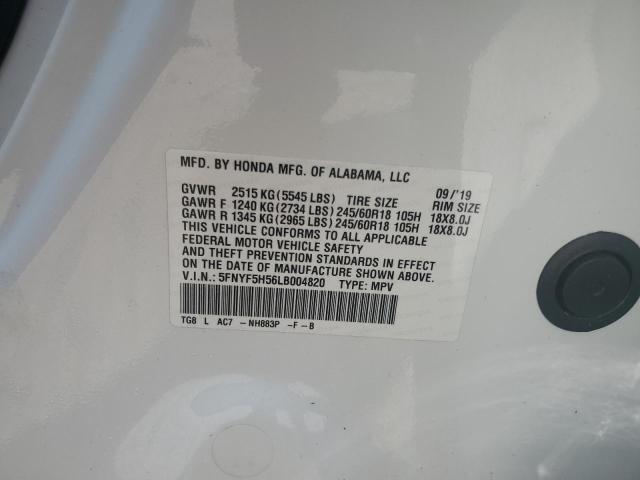 MFD. BY HONDA MFG. OF ALABAMA, LLC 09/'19
GVWR 2515 KG (5545 LBS) TIRE SIZE RIM SIZE
GAWR F 1240 KG (2734 LBS) 245/60R18 105H 18X8.0J
GAWR R 1345 KG (2965 LBS) 245/60R18 105H 18X8.0J
THIS VEHICLE CONFORMS TO ALL APPLICABLE
FEDERAL MOTOR VEHICLE SAFETY
AND THEFT PREVENTION STANDARDS IN EFFECT
ON THE DATE OF MANUFACTURE SHOWN ABOVE.
V.I.N.: 5FNYF5H56LB004820 TYPE: MPV
TG8 L AC7 -NH883P -F -B